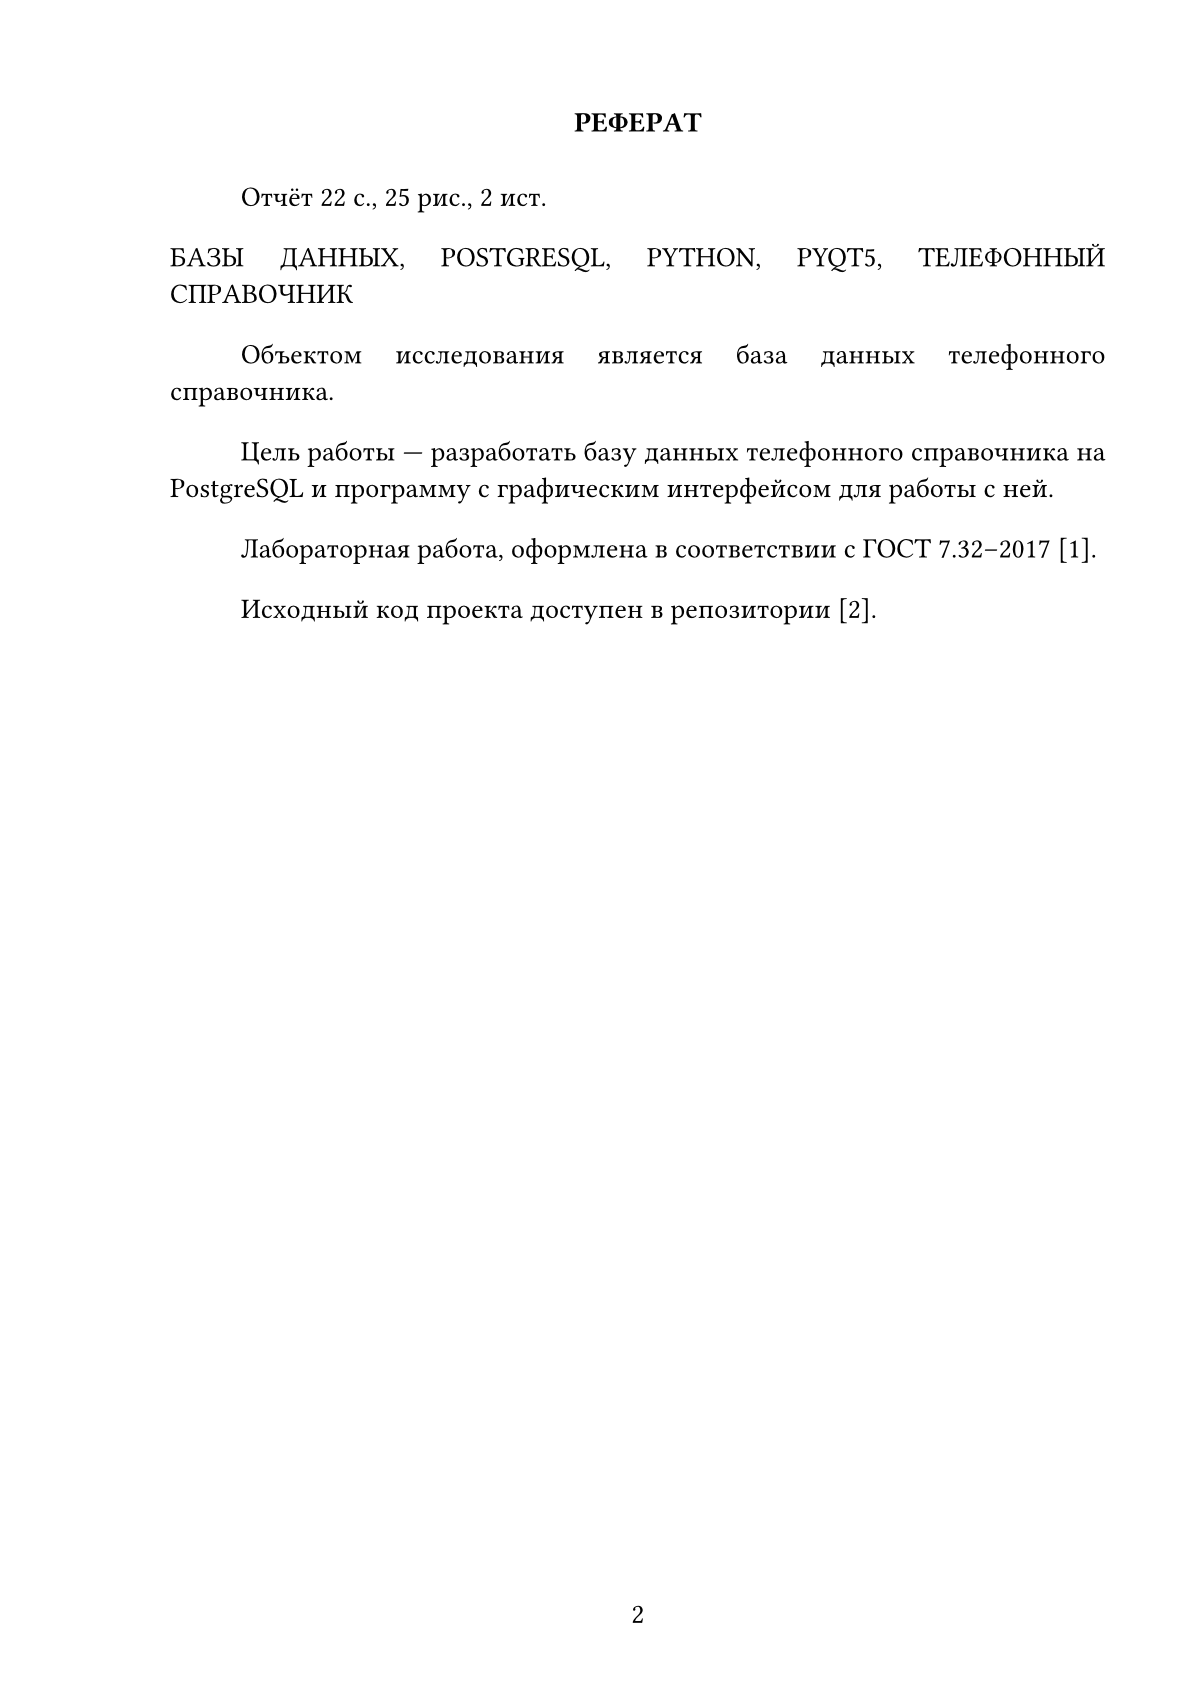 РЕФЕРАТ
Отчёт 22 с., 25 рис., 2 ист.
БАЗЫ ДАННЫХ, POSTGRESQL, PYTHON, PYQT5, ТЕЛЕФОННЫЙ
СПРАВОЧНИК
Объектом исследования является база данных телефонного
справочника.
Цель работы — разработать базу данных телефонного справочника на
PostgreSQL и программу с графическим интерфейсом для работы с ней.
Лабораторная работа, оформлена в соответствии с ГОСТ 7.32–2017 [1].
Исходный код проекта доступен в репозитории [2].
2